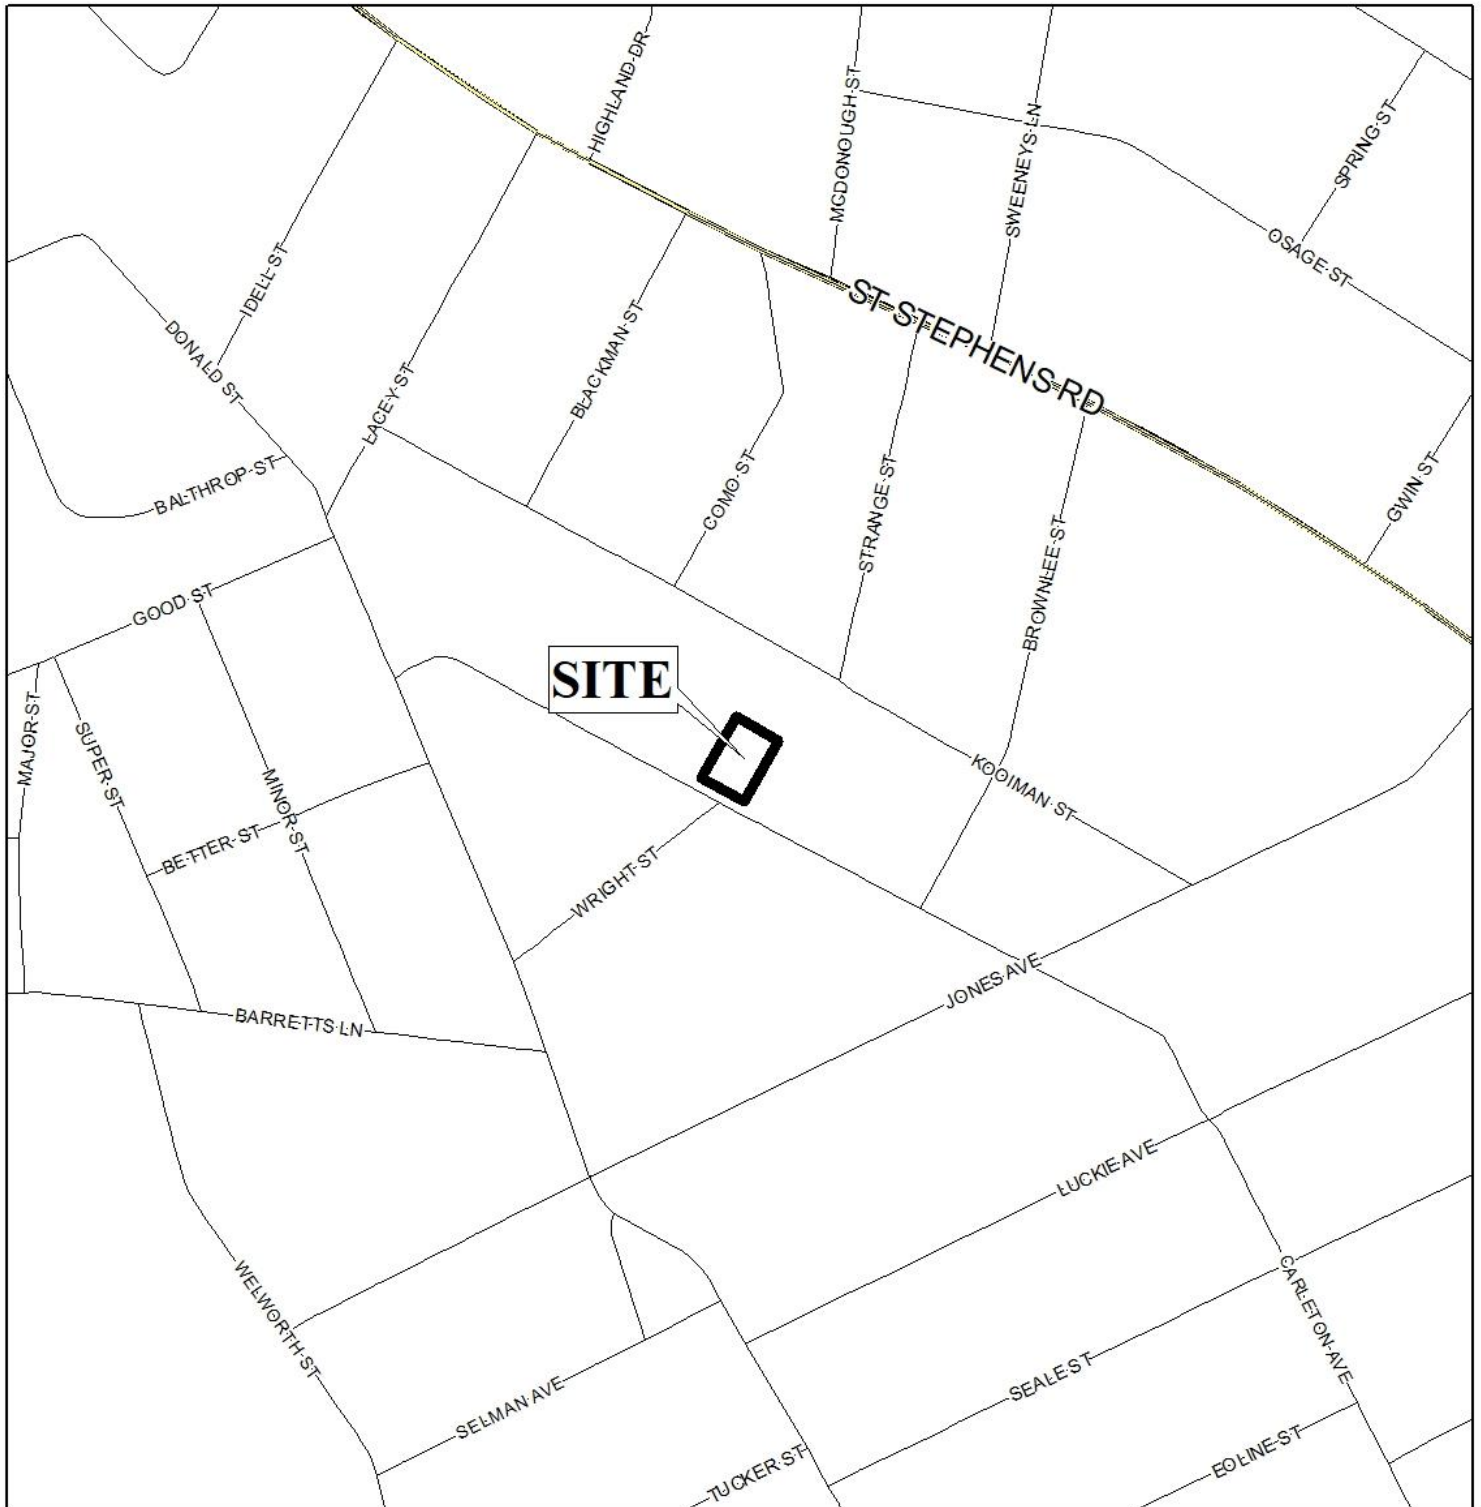 HIGHLAND DR
MCDONOUGH ST
SWEENEYS LN
SPRING ST
OSAGE ST
IDELL ST
ST STEPHENS RD
DONALD ST
BLACKMAN ST
LACEY ST
COMO ST
STRANGE ST
GWIN ST
BALTHROP ST
BROWNLEE ST
GOOD ST
SITE
MAJOR ST
SUPER ST
MINOR ST
KOOIMAN ST
BETTER ST
WRIGHT ST
JONES AVE
BARRETTS LN
LUCKIE AVE
WELWORTH ST
CARLETON AVE
SELMAN AVE
SEALE ST
TUCKER ST
EOLINE ST